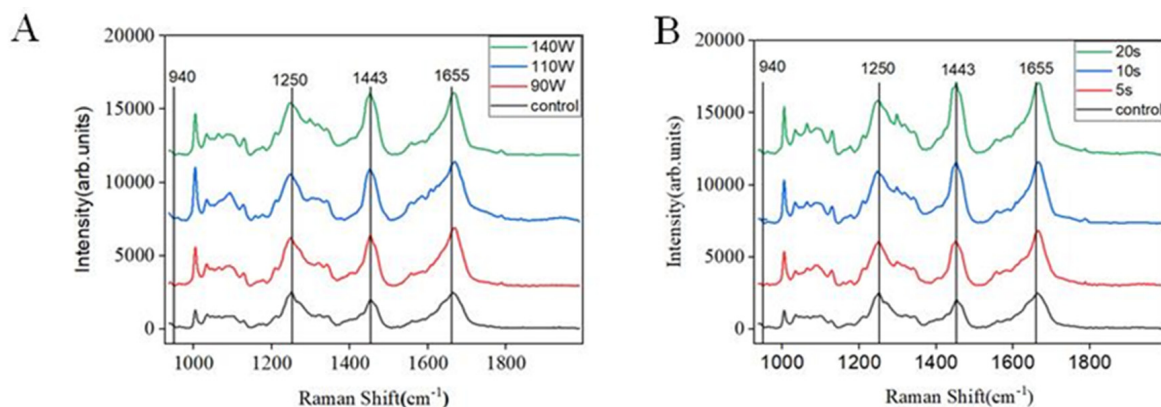 A
20000
15000
10000
5000
0
Intensity(arb.units)
940
1250
1443
1655
140W
110W
90W
control
1000
1200
1400
1600
1800
Raman Shift(cm⁻¹)
B
20000
15000
10000
5000
0
Intensity(arb.units)
940
1250
1443
1655
20s
10s
5s
control
1000
1200
1400
1600
1800
Raman Shift(cm⁻¹)